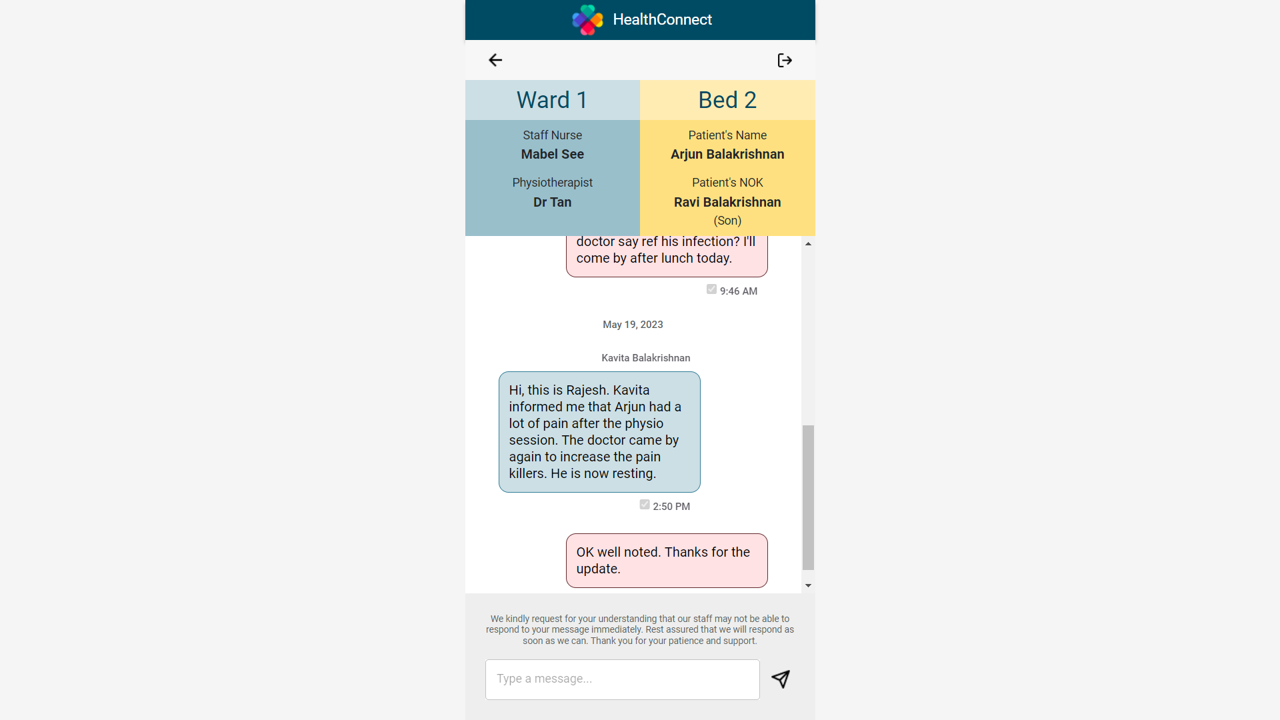 HealthConnect
Ward 1
Bed 2
Staff Nurse
Mabel See
Physiotherapist
Dr Tan
Patient's Name
Arjun Balakrishnan
Patient's NOK
Ravi Balakrishnan
(Son)
doctor say ref his infection? I'll
come by after lunch today.
9:46 AM
May 19, 2023
Kavita Balakrishnan
Hi, this is Rajesh. Kavita
informed me that Arjun had a
lot of pain after the physio
session. The doctor came by
again to increase the pain
killers. He is now resting.
2:50 PM
OK well noted. Thanks for the
update.
We kindly request for your understanding that our staff may not be able to
respond to your message immediately. Rest assured that we will respond as
soon as we can. Thank you for your patience and support.
Type a message...